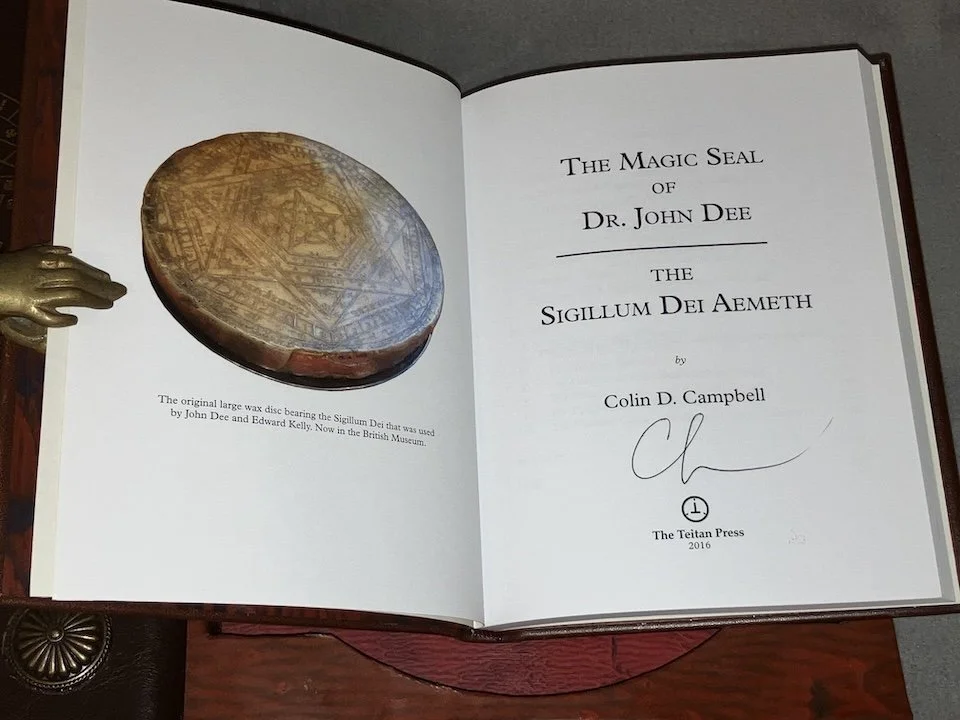 The original large wax disc bearing the Sigillum Dei that was used
by John Dee and Edward Kelly. Now in the British Museum.
The Magic Seal
of
Dr. John Dee
The
Sigillum Dei Aemeth
by
Colin D. Campbell
The Teitan Press
2016